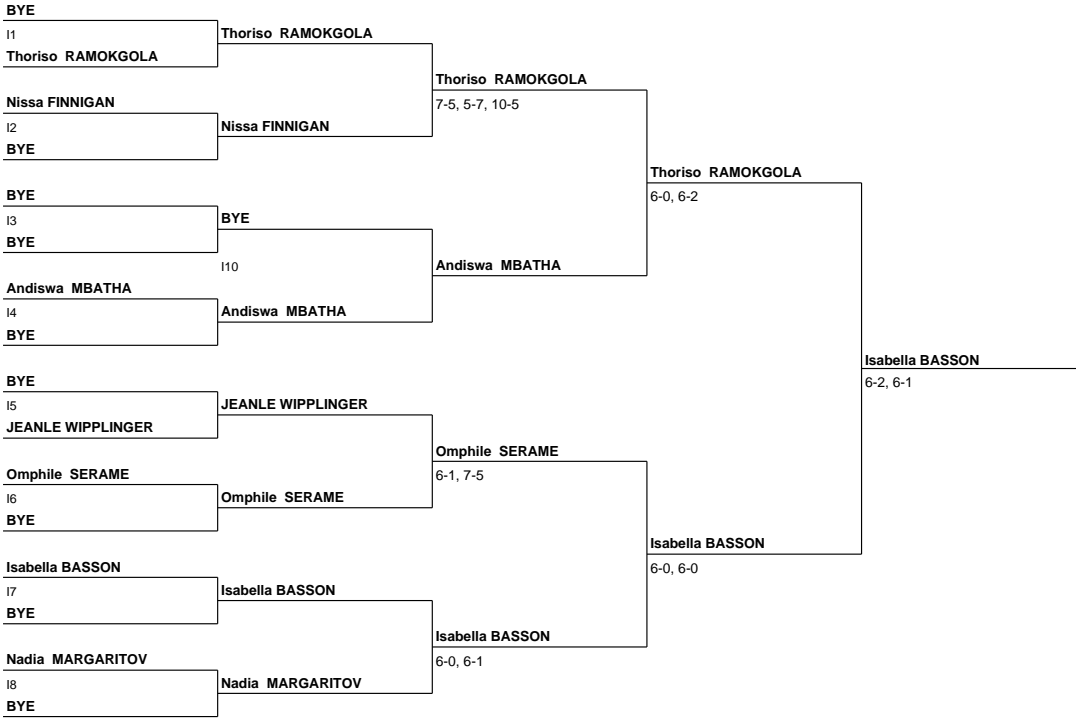 BYE
I1
Thoriso RAMOKGOLA
Nissa FINNIGAN
I2
BYE
BYE
I3
BYE
Andiswa MBATHA
I4
BYE
BYE
I5
JEANLE WIPPLINGER
Omphile SERAME
I6
BYE
Isabella BASSON
I7
BYE
Nadia MARGARITOV
I8
BYE
Thoriso RAMOKGOLA
Nissa FINNIGAN
BYE
I10
Andiswa MBATHA
JEANLE WIPPLINGER
Omphile SERAME
Isabella BASSON
Nadia MARGARITOV
Thoriso RAMOKGOLA
7-5, 5-7, 10-5
Andiswa MBATHA
Omphile SERAME
6-1, 7-5
Isabella BASSON
6-0, 6-1
Thoriso RAMOKGOLA
6-0, 6-2
Isabella BASSON
6-0, 6-0
Isabella BASSON
6-2, 6-1